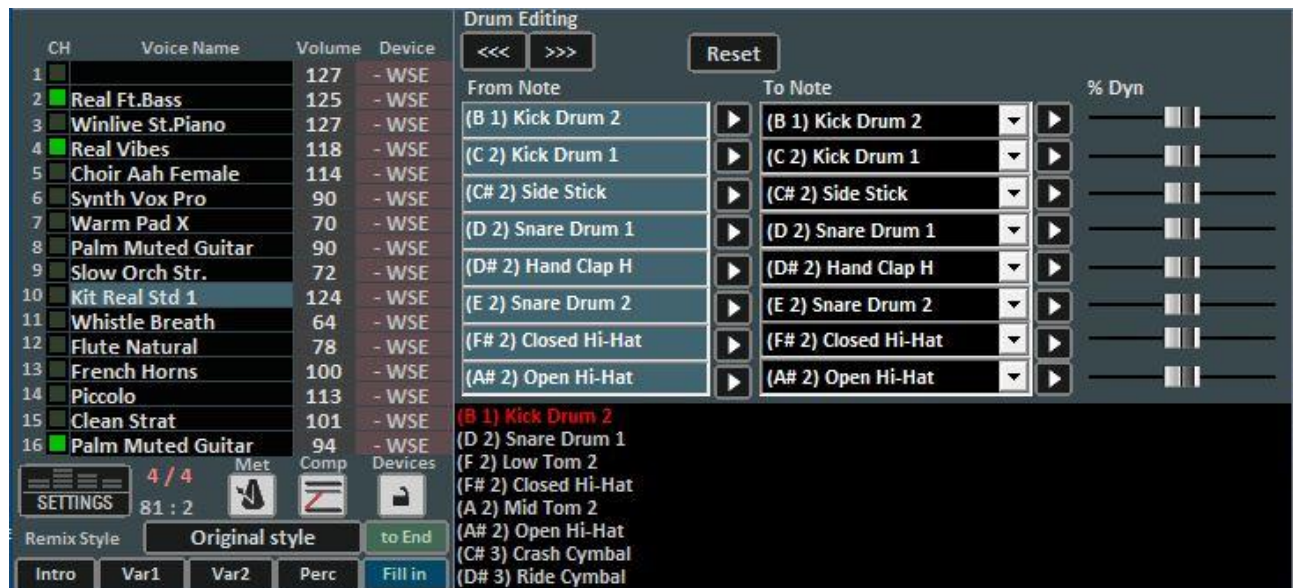 CH Voice Name Volume Device
1 127 - WSE
2 Real Ft.Bass 125 - WSE
3 Winlive St.Piano 127 - WSE
4 Real Vibes 118 - WSE
5 Choir Aah Female 114 - WSE
6 Synth Vox Pro 90 - WSE
7 Warm Pad X 70 - WSE
8 Palm Muted Guitar 90 - WSE
9 Slow Orch Str. 72 - WSE
10 Kit Real Std 1 124 - WSE
11 Whistle Breath 64 - WSE
12 Flute Natural 78 - WSE
13 French Horns 100 - WSE
14 Piccolo 113 - WSE
15 Clean Strat 101 - WSE
16 Palm Muted Guitar 94 - WSE
SETTINGS
4 / 4
81 : 2
Met Comp Devices
Remix Style Original style to End
Intro Var1 Var2 Perc Fill in
Drum Editing
<<< >>> Reset
From Note To Note % Dyn
(B 1) Kick Drum 2 (B 1) Kick Drum 2
(C 2) Kick Drum 1 (C 2) Kick Drum 1
(C# 2) Side Stick (C# 2) Side Stick
(D 2) Snare Drum 1 (D 2) Snare Drum 1
(D# 2) Hand Clap H (D# 2) Hand Clap H
(E 2) Snare Drum 2 (E 2) Snare Drum 2
(F# 2) Closed Hi-Hat (F# 2) Closed Hi-Hat
(A# 2) Open Hi-Hat (A# 2) Open Hi-Hat
(B 1) Kick Drum 2
(D 2) Snare Drum 1
(F 2) Low Tom 2
(F# 2) Closed Hi-Hat
(A 2) Mid Tom 2
(A# 2) Open Hi-Hat
(C# 3) Crash Cymbal
(D# 3) Ride Cymbal